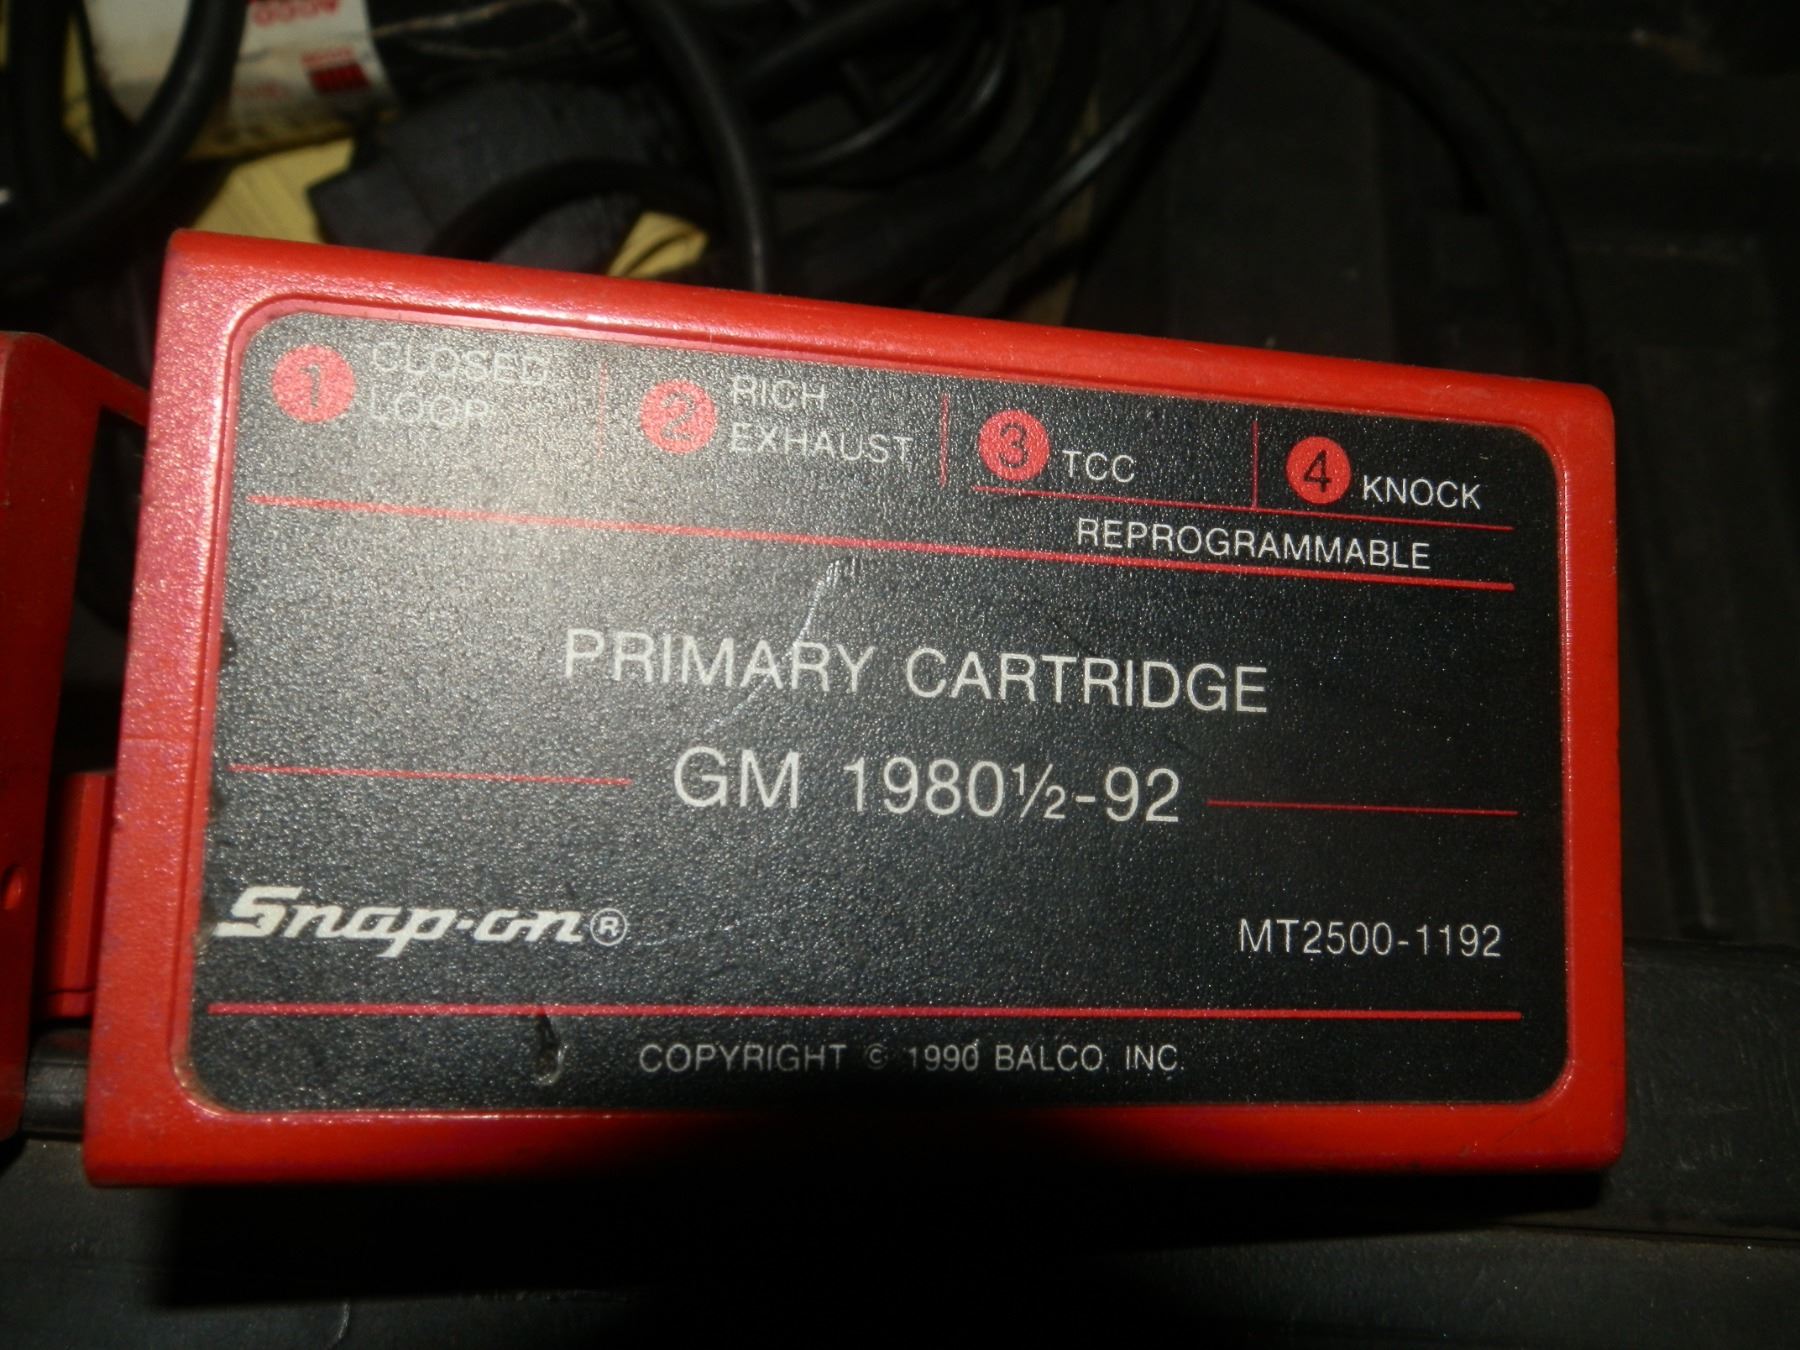 1 CLOSED LOOP
2 RICH EXHAUST
3 TCC
4 KNOCK
REPROGRAMMABLE
PRIMARY CARTRIDGE
GM 1980½-92
Snap-on®
MT2500-1192
COPYRIGHT © 1990 BALCO, INC.